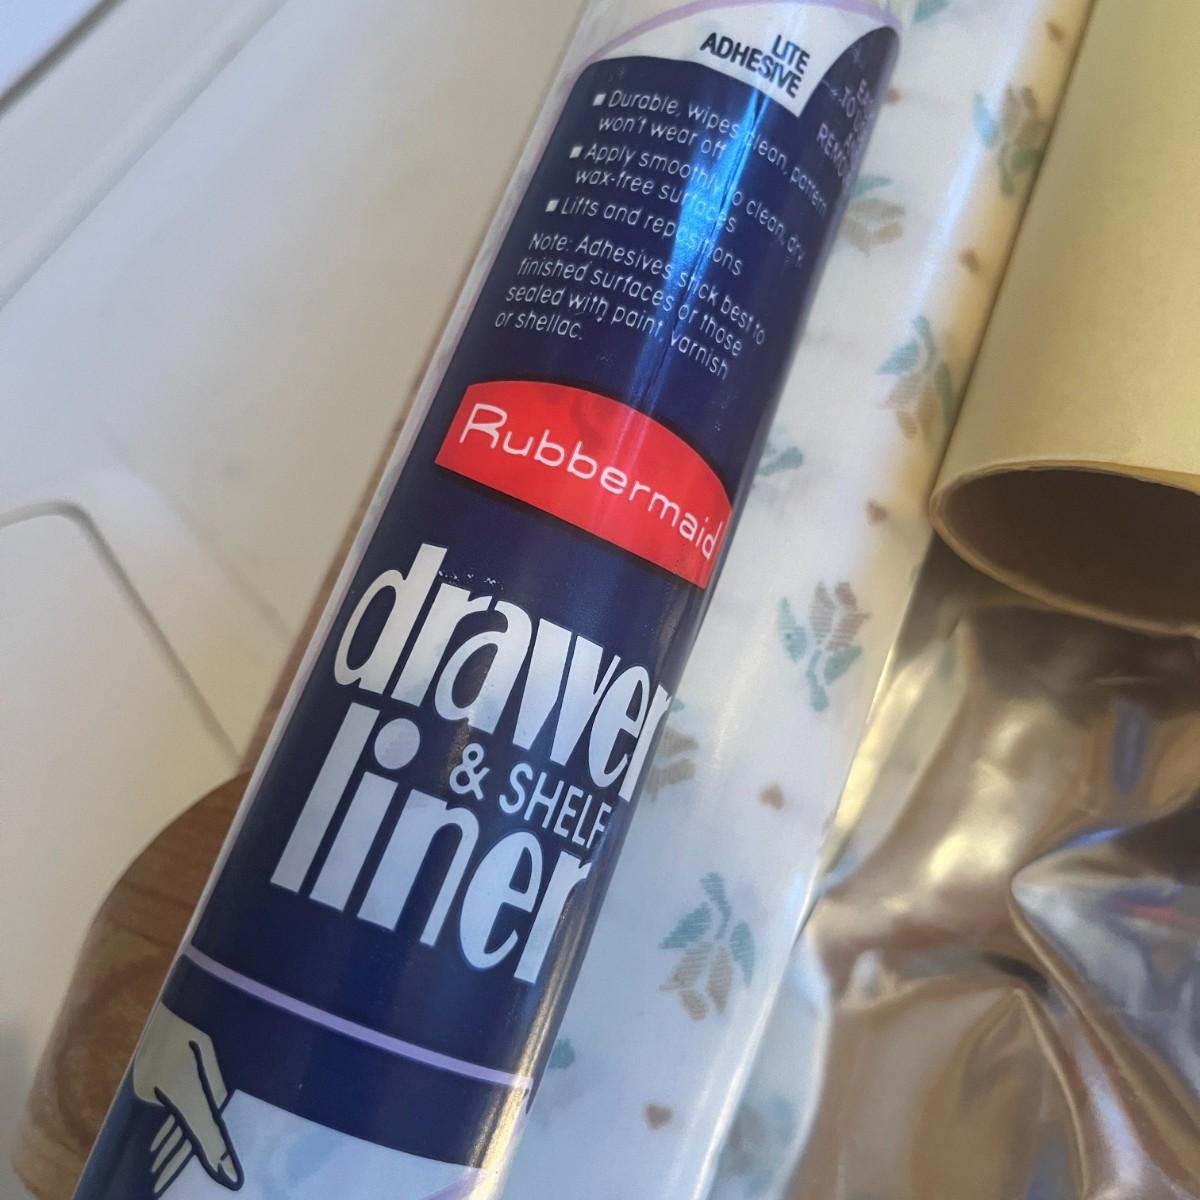 LITE
ADHESIVE
■ Durable, wipes clean, pattern
won't wear off
■ Apply smoothly to clean, dry,
wax-free surfaces
■ Lifts and repositions
Note: Adhesives stick best to
finished surfaces or those
sealed with paint, varnish
or shellac.
Rubbermaid
drawer
& SHELF
liner